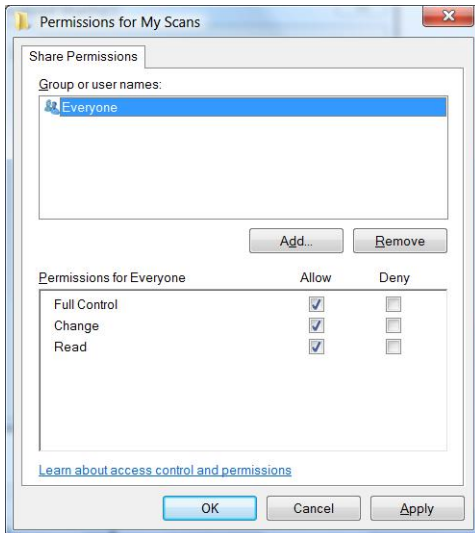 Permissions for My Scans
Share Permissions
Group or user names:
Everyone
Add... Remove
Permissions for Everyone Allow Deny
Full Control
Change
Read
Learn about access control and permissions
OK Cancel Apply